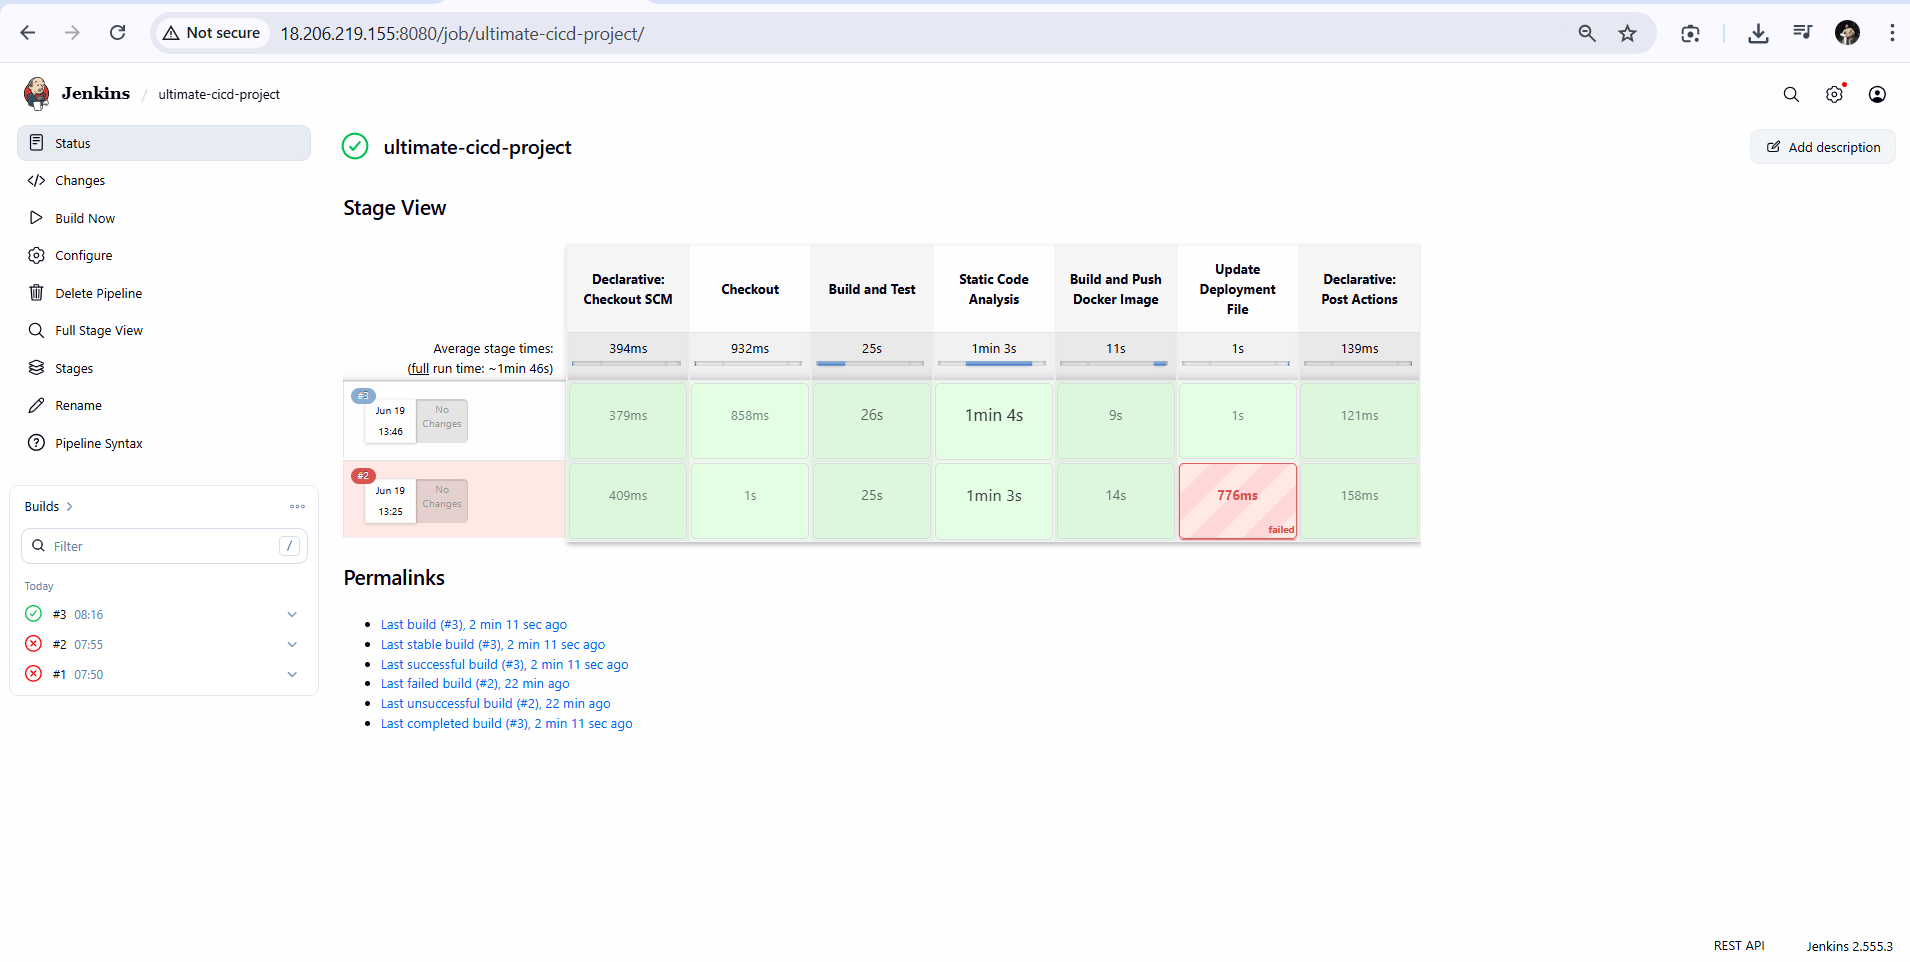 Not secure
18.206.219.155:8080/job/ultimate-cicd-project/
Jenkins / ultimate-cicd-project
Status
Changes
Build Now
Configure
Delete Pipeline
Full Stage View
Stages
Rename
Pipeline Syntax
Builds
Filter
/
Today
#3 08:16
#2 07:55
#1 07:50
ultimate-cicd-project
Add description
Stage View
Declarative: Checkout SCM
Checkout
Build and Test
Static Code Analysis
Build and Push Docker Image
Update Deployment File
Declarative: Post Actions
Average stage times:
(full run time: ~1min 46s)
394ms
932ms
25s
1min 3s
11s
1s
139ms
#3
Jun 19
13:46
No Changes
379ms
858ms
26s
1min 4s
9s
1s
121ms
#2
Jun 19
13:25
No Changes
409ms
1s
25s
1min 3s
14s
776ms
failed
158ms
Permalinks
Last build (#3), 2 min 11 sec ago
Last stable build (#3), 2 min 11 sec ago
Last successful build (#3), 2 min 11 sec ago
Last failed build (#2), 22 min ago
Last unsuccessful build (#2), 22 min ago
Last completed build (#3), 2 min 11 sec ago
REST API
Jenkins 2.555.3